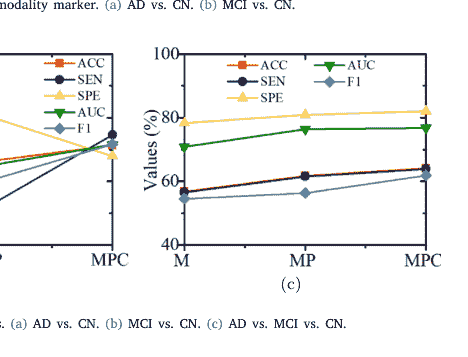 modality marker. (a) AD vs. CN. (b) MCI vs. CN.
ACC
SEN
SPE
AUC
F1
MPC
ACC AUC
SEN F1
SPE
Values (%)
100
80
60
40
M MP MPC
(c)
s. (a) AD vs. CN. (b) MCI vs. CN. (c) AD vs. MCI vs. CN.